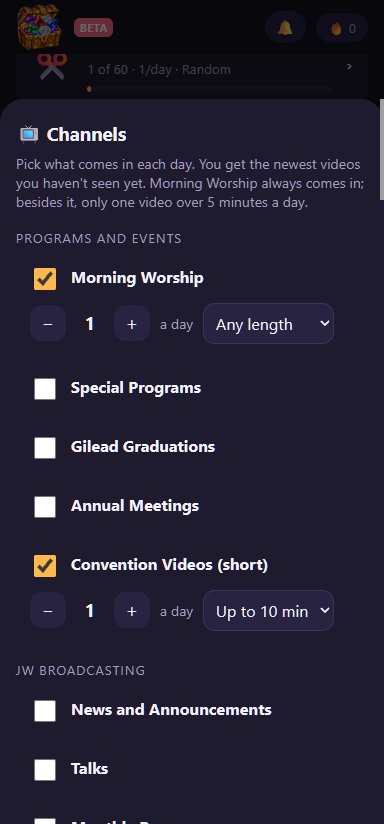 BETA
0
1 of 60 · 1/day · Random
Channels
Pick what comes in each day. You get the newest videos
you haven't seen yet. Morning Worship always comes in;
besides it, only one video over 5 minutes a day.
PROGRAMS AND EVENTS
Morning Worship
− 1 + a day Any length
Special Programs
Gilead Graduations
Annual Meetings
Convention Videos (short)
− 1 + a day Up to 10 min
JW BROADCASTING
News and Announcements
Talks